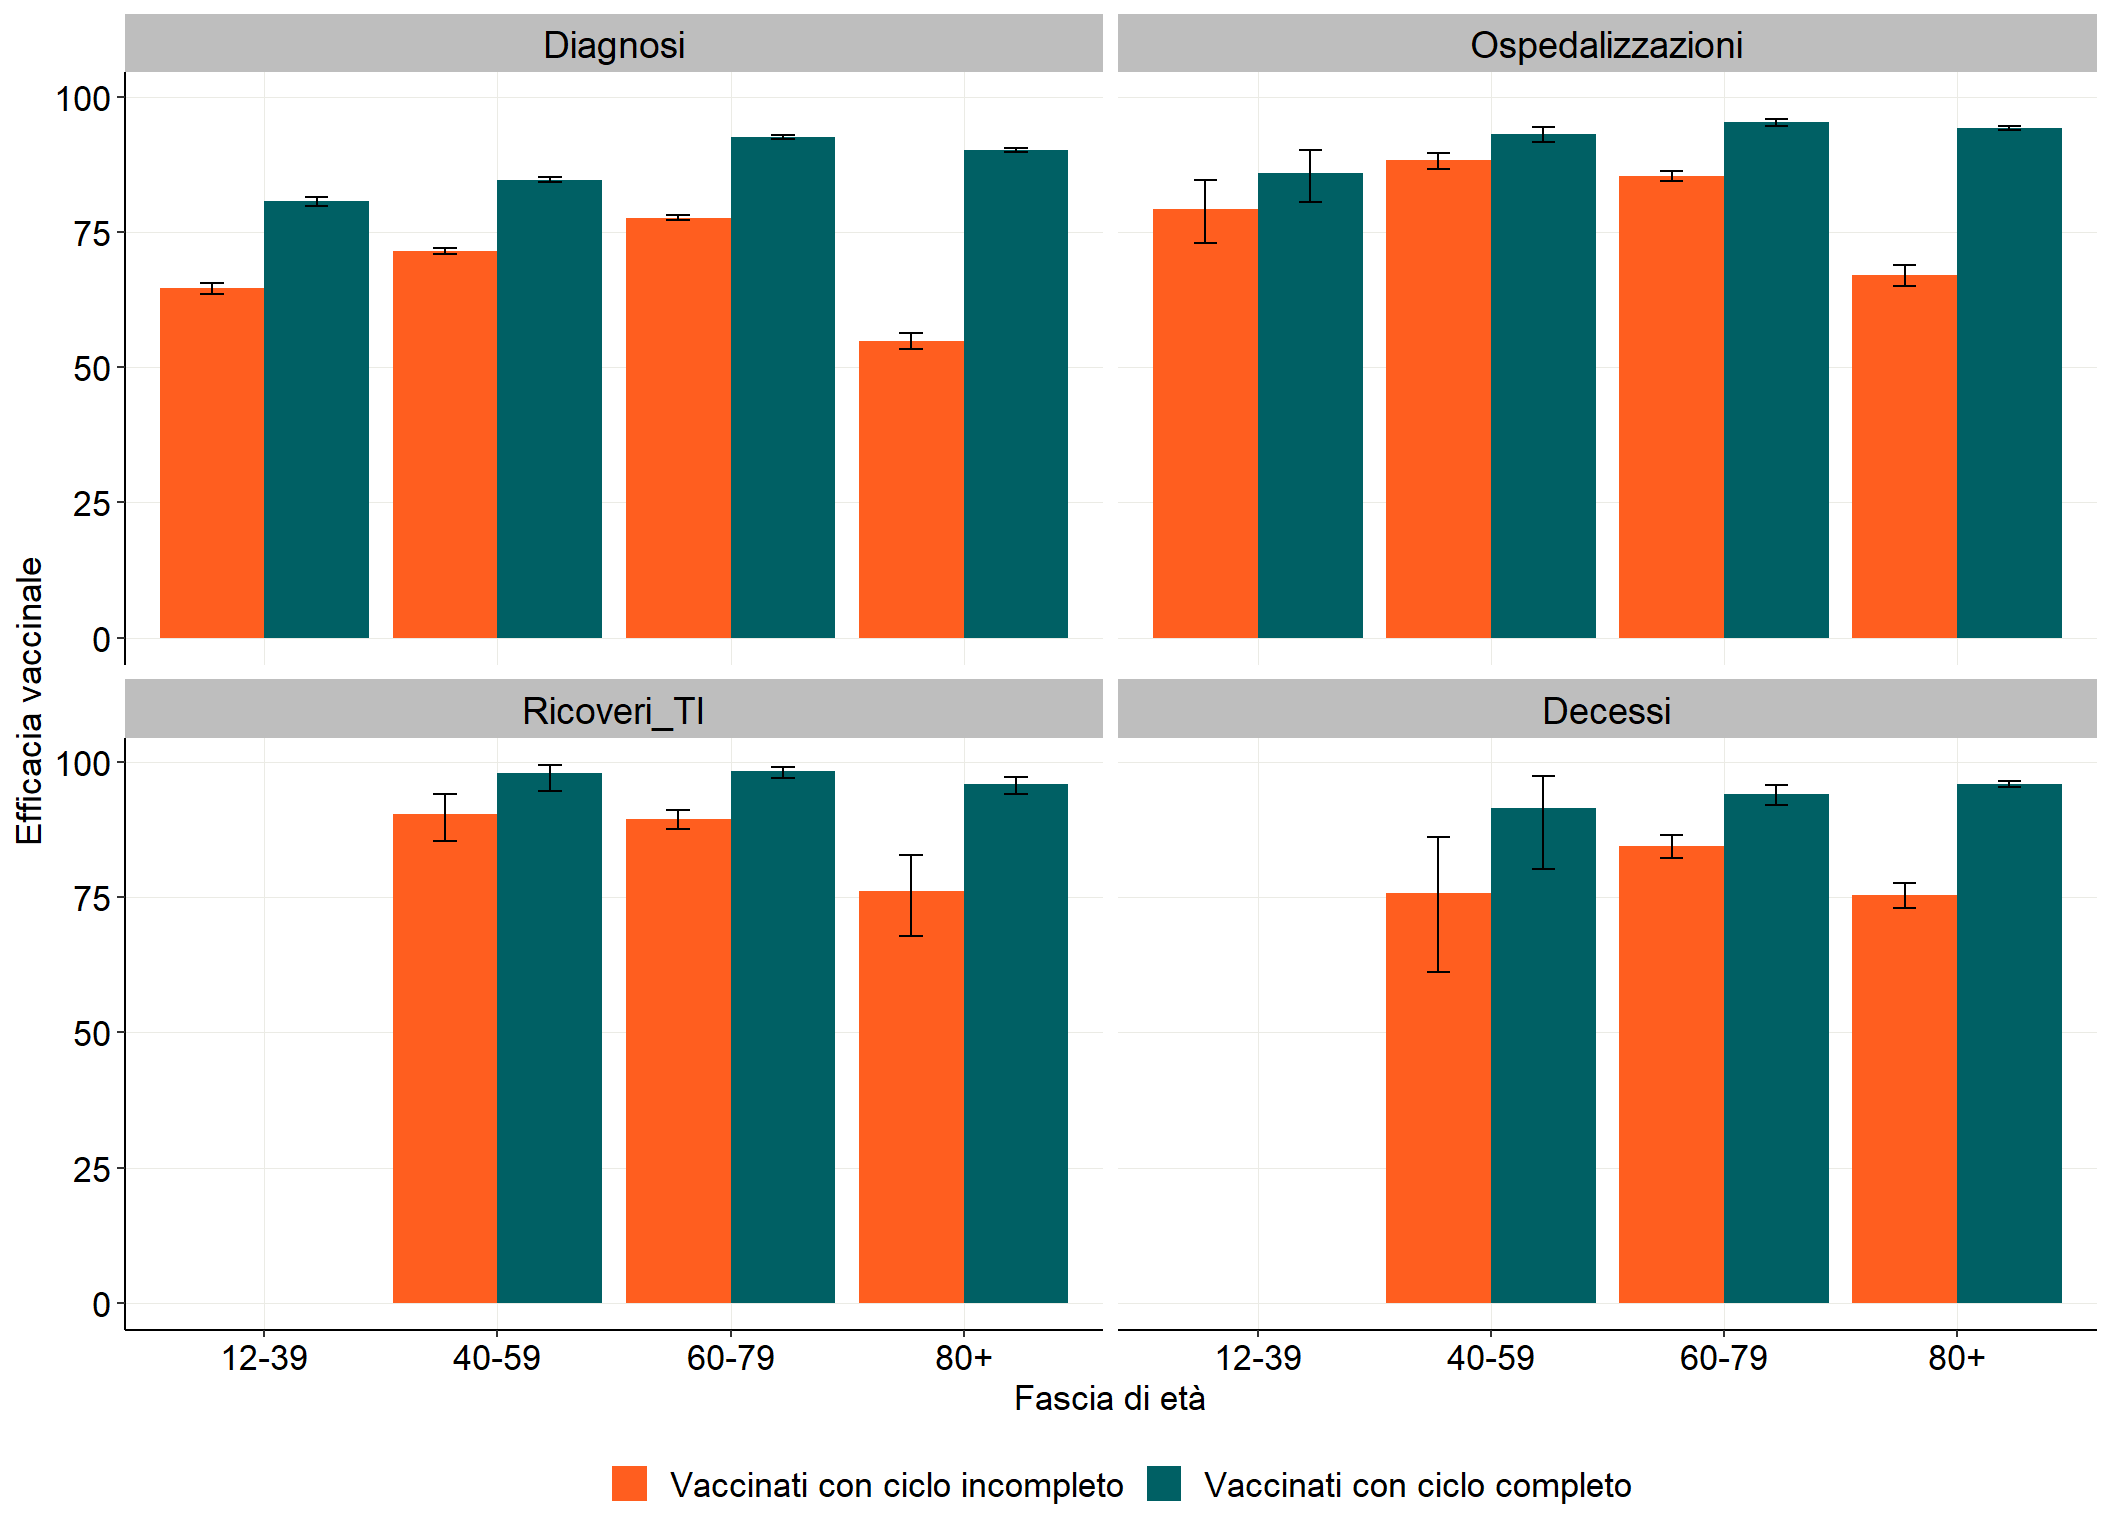 Diagnosi
Ospedalizzazioni
100
75
50
25
0
Ricoveri_TI
Decessi
100
75
50
25
0
Efficacia vaccinale
12-39 40-59 60-79 80+
12-39 40-59 60-79 80+
Fascia di età
Vaccinati con ciclo incompleto
Vaccinati con ciclo completo